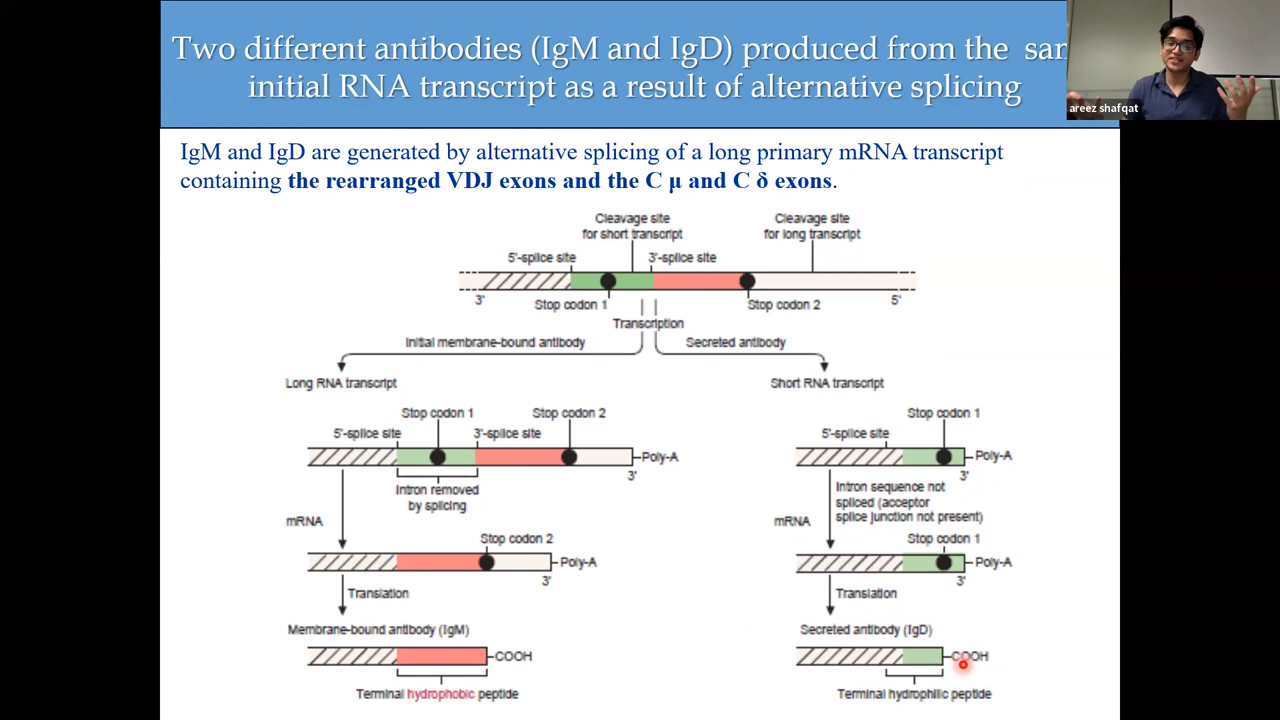 Two different antibodies (IgM and IgD) produced from the
initial RNA transcript as a result of alternative splicing
areez shafqat
IgM and IgD are generated by alternative splicing of a long primary mRNA transcript
containing the rearranged VDJ exons and the C μ and C δ exons.
Cleavage site
for short transcript
Cleavage site
for long transcript
5'-splice site
3'-splice site
3'
Stop codon 1
Stop codon 2
5'
Transcription
Initial membrane-bound antibody
Secreted antibody
Long RNA transcript
Short RNA transcript
Stop codon 1
Stop codon 2
5'-splice site
3'-splice site
Poly-A
3'
Intron removed
by splicing
mRNA
Stop codon 2
Poly-A
3'
Translation
Membrane-bound antibody (IgM)
COOH
Terminal hydrophobic peptide
Stop codon 1
5'-splice site
Poly-A
3'
Intron sequence not
spliced (acceptor
splice junction not present)
mRNA
Stop codon 1
Poly-A
3'
Translation
Secreted antibody (IgD)
COOH
Terminal hydrophilic peptide